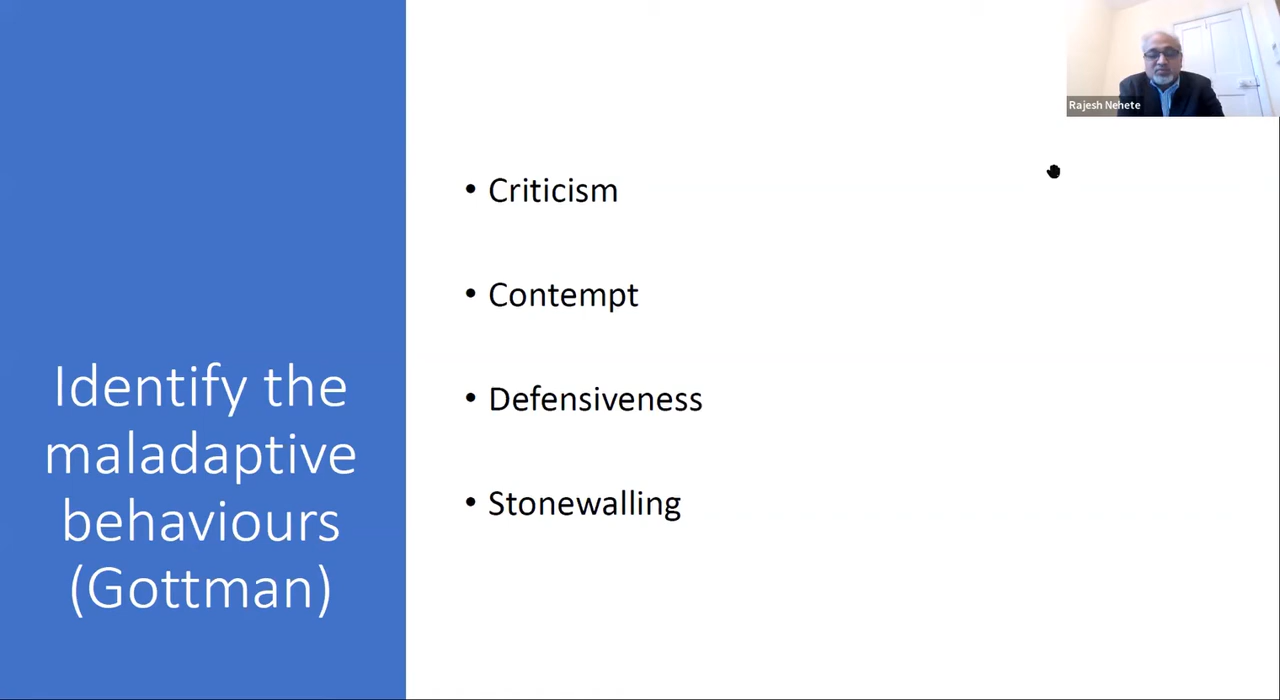 Rajesh Nehete
• Criticism
• Contempt
• Defensiveness
• Stonewalling
Identify the
maladaptive
behaviours
(Gottman)